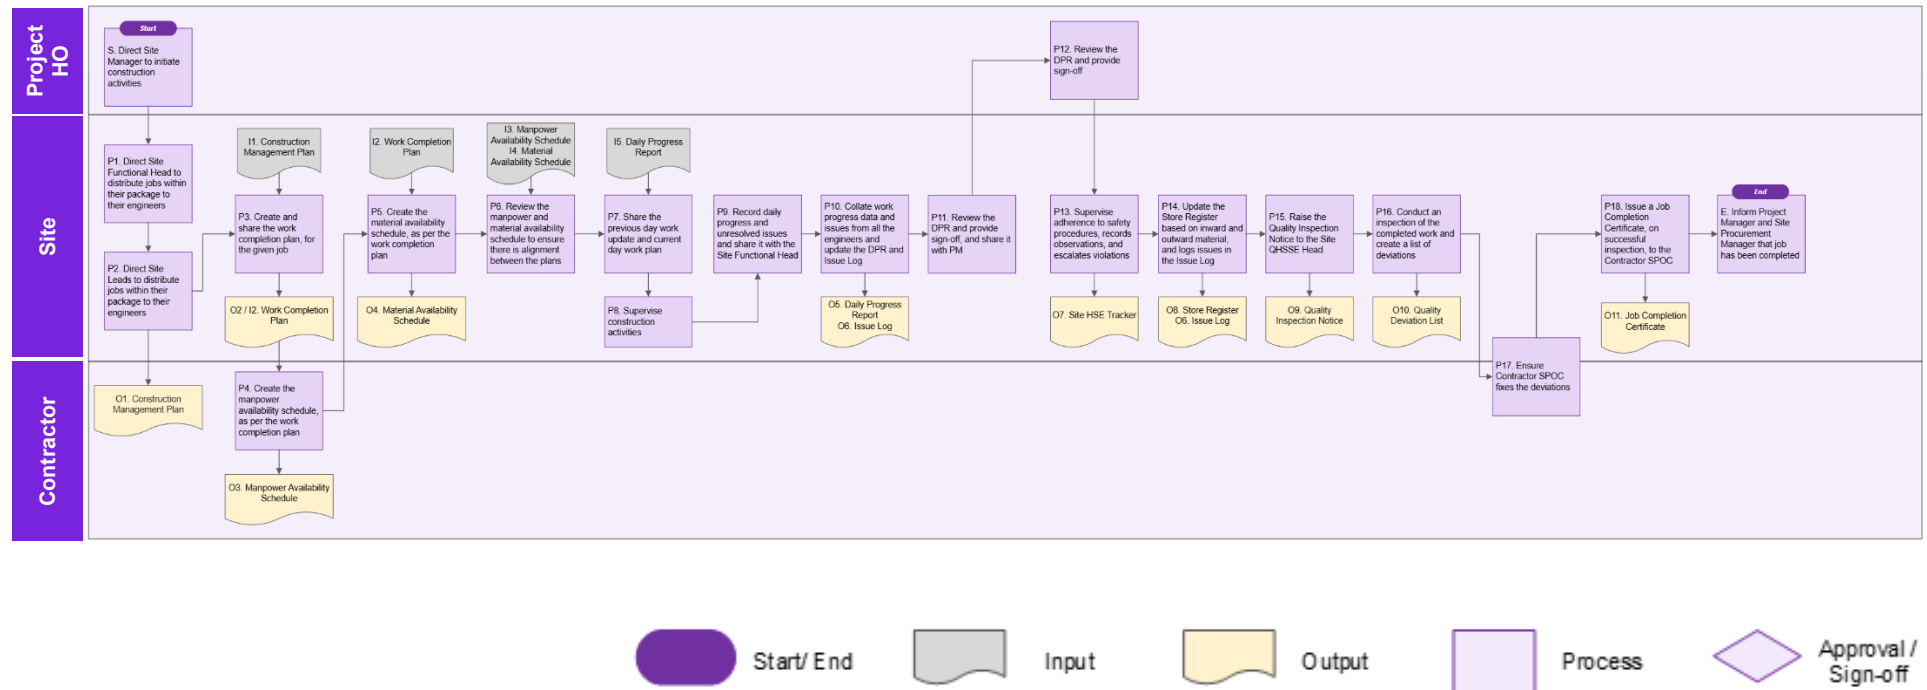 Project
HO
Start
S. Direct Site
Manager to initiate
construction
activities
P12. Review the
DPR and provide
sign-off
Site
P1. Direct Site
Functional Head to
distribute jobs within
their package to
their engineers
P2. Direct Site
Leads to distribute
jobs within their
package to their
engineers
I1. Construction
Management Plan
P3. Create and
share the work
completion plan, for
the given job
O2 / I2. Work Completion
Plan
I2. Work Completion
Plan
P5. Create the
material availability
schedule, as per the
work completion
plan
O4. Material Availability
Schedule
I3. Manpower
Availability Schedule
I4. Material
Availability Schedule
P6. Review the
manpower and
material availability
schedule to ensure
there is alignment
between the plans
I5. Daily Progress
Report
P7. Share the
previous day work
update and current
day work plan
P8. Supervise
construction
activities
P9. Record daily
progress and
unresolved issues
and share it with the
Site Functional Head
P10. Collate work
progress data and
issues from all the
engineers and
update the DPR and
Issue Log
O5. Daily Progress
Report
O6. Issue Log
P11. Review the
DPR and provide
sign-off, and share it
with PM
P13. Supervise
adherence to safety
procedures, records
observations, and
escalates violations
O7. Site HSE Tracker
P14. Update the
Store Register
based on inward and
outward material,
and logs issues in
the Issue Log
O8. Store Register
O6. Issue Log
P15. Raise the
Quality Inspection
Notice to the Site
QHSSE Head
O9. Quality
Inspection Notice
P16. Conduct an
inspection of the
completed work and
create a list of
deviations
O10. Quality
Deviation List
P17. Ensure
Contractor SPOC
fixes the deviations
P18. Issue a Job
Completion
Certificate, on
successful
inspection, to the
Contractor SPOC
O11. Job Completion
Certificate
End
E. Inform Project
Manager and Site
Procurement
Manager that job
has been completed
Contractor
O1. Construction
Management Plan
P4. Create the
manpower
availability schedule,
as per the work
completion plan
O3. Manpower Availability
Schedule
Start/ End
Input
Output
Process
Approval /
Sign-off